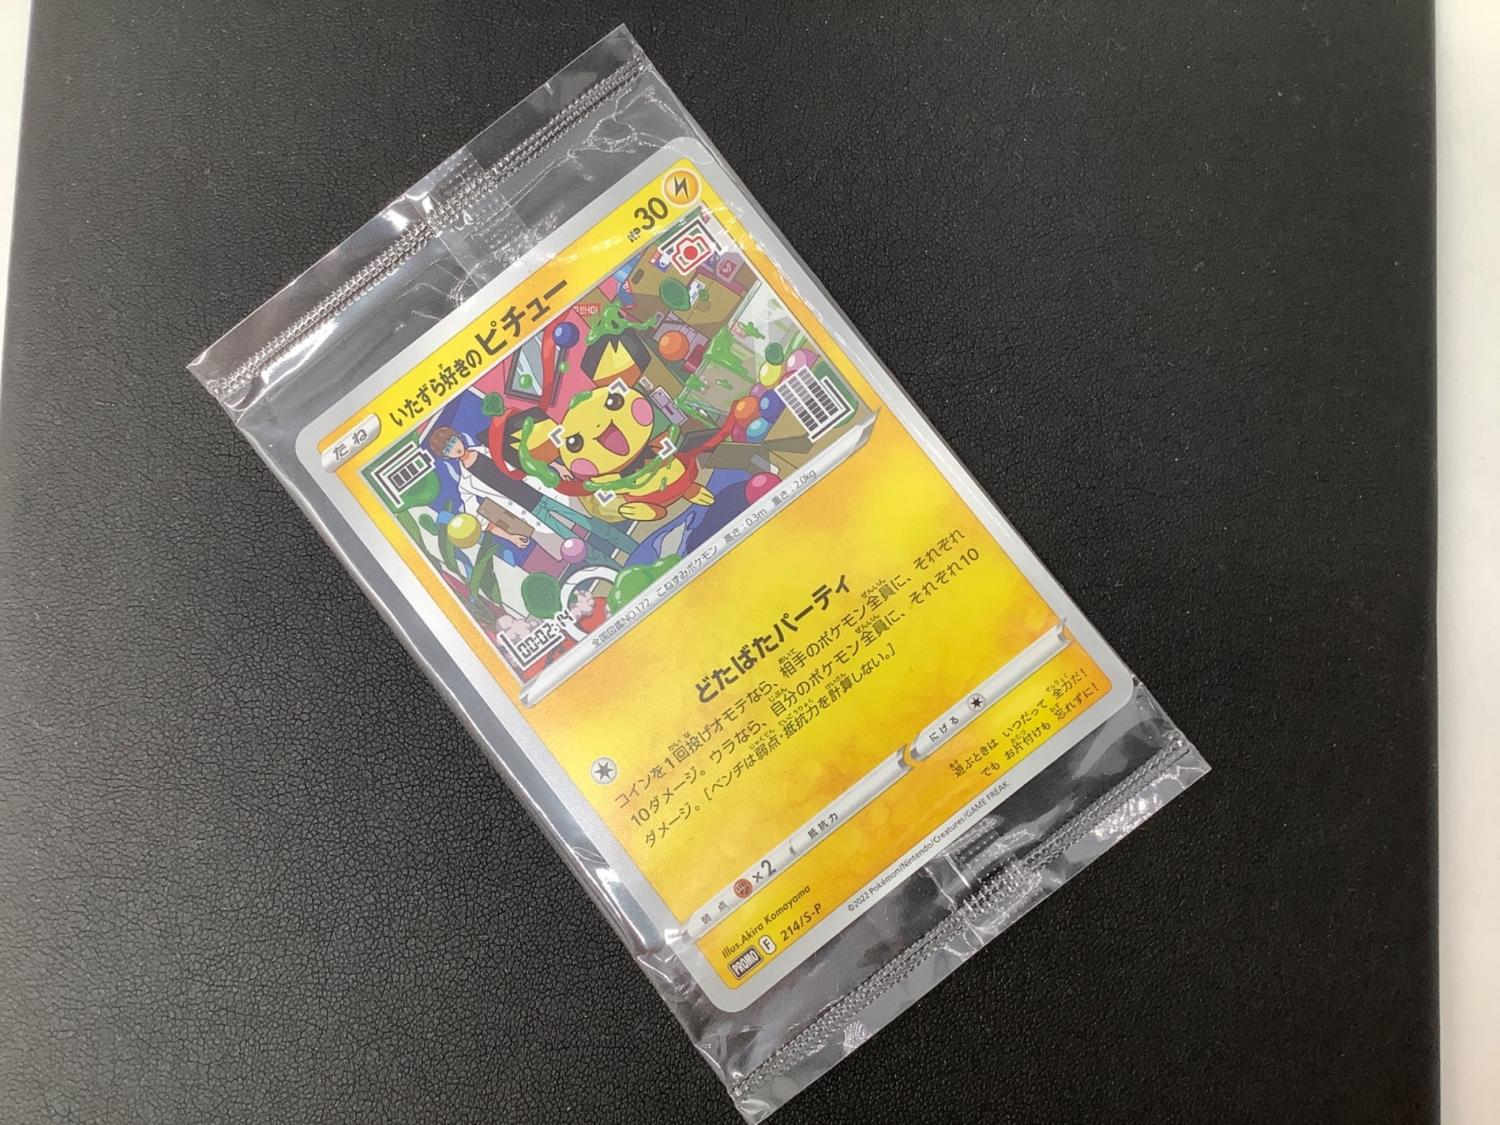 たね いたずら好きのピチュー HP30
00:02:14
全国図鑑NO.172 こねずみポケモン 高さ：0.3m 重さ：2.0kg
どたばたパーティ
コインを1回投げオモテなら、相手のポケモン全員に、それぞれ
10ダメージ。ウラなら、自分のポケモン全員に、それぞれ10
ダメージ。[ベンチは弱点・抵抗力を計算しない。]
弱点 ×2 抵抗力 にげる
Illus.Akira Komayama
PROMO F 214/S-P
遊ぶときは いつだって 全力だ!
でも お片付けも 忘れずに!
©2022 Pokémon/Nintendo/Creatures/GAME FREAK.